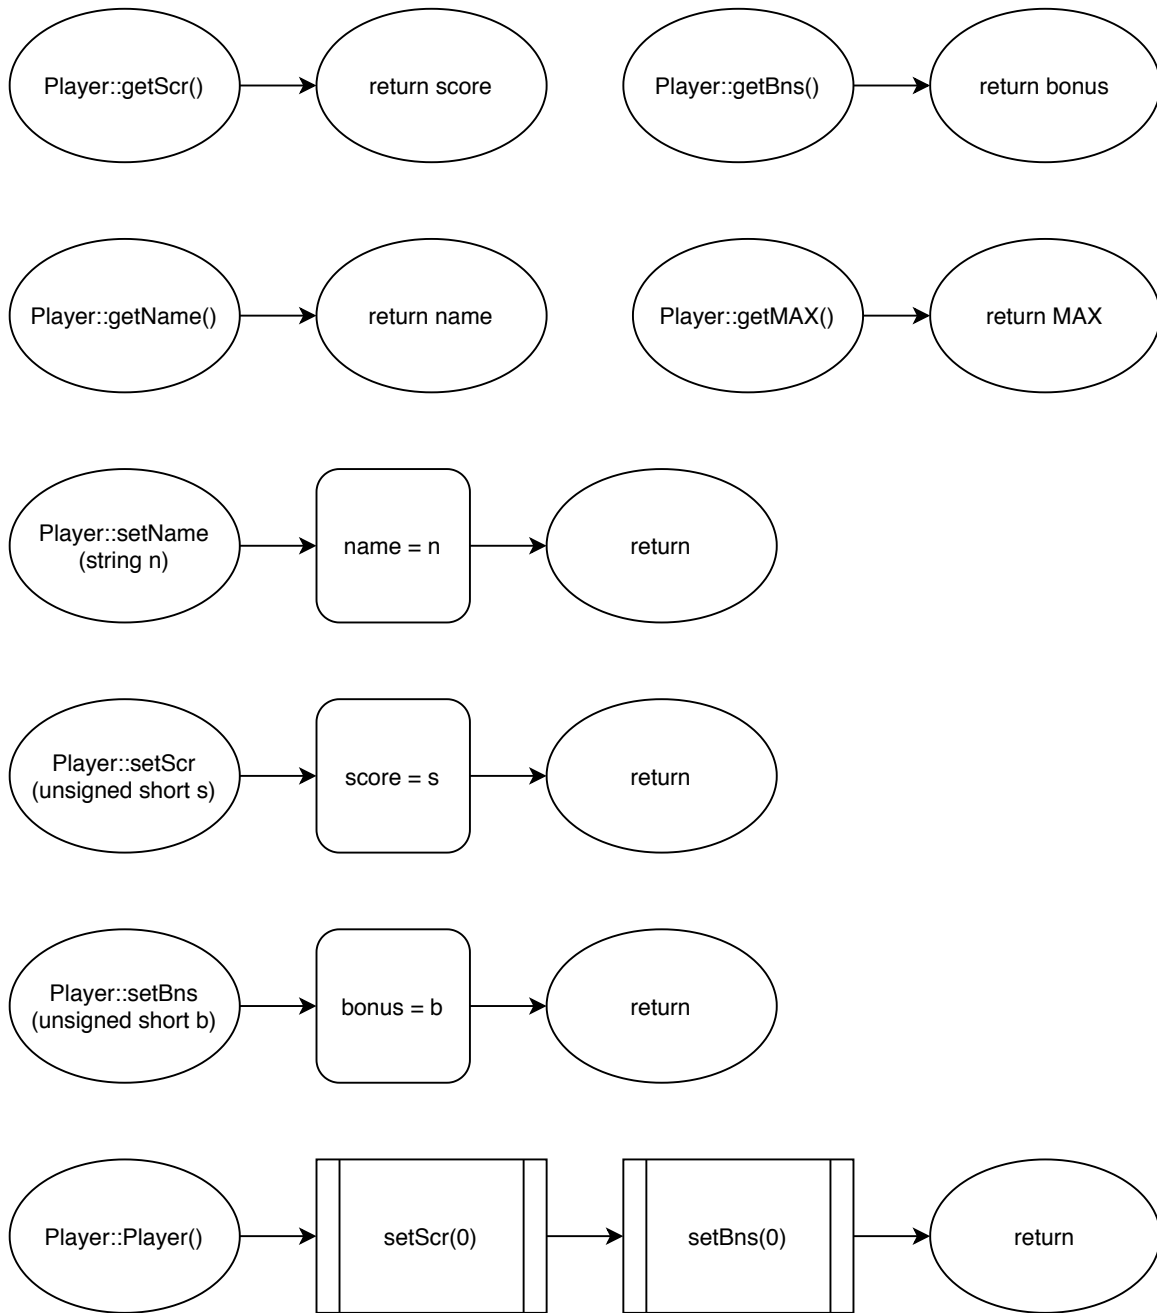 Player::getScr()
return score
Player::getBns()
return bonus
Player::getName()
return name
Player::getMAX()
return MAX
Player::setName
(string n)
name = n
return
Player::setScr
(unsigned short s)
score = s
return
Player::setBns
(unsigned short b)
bonus = b
return
Player::Player()
setScr(0)
setBns(0)
return